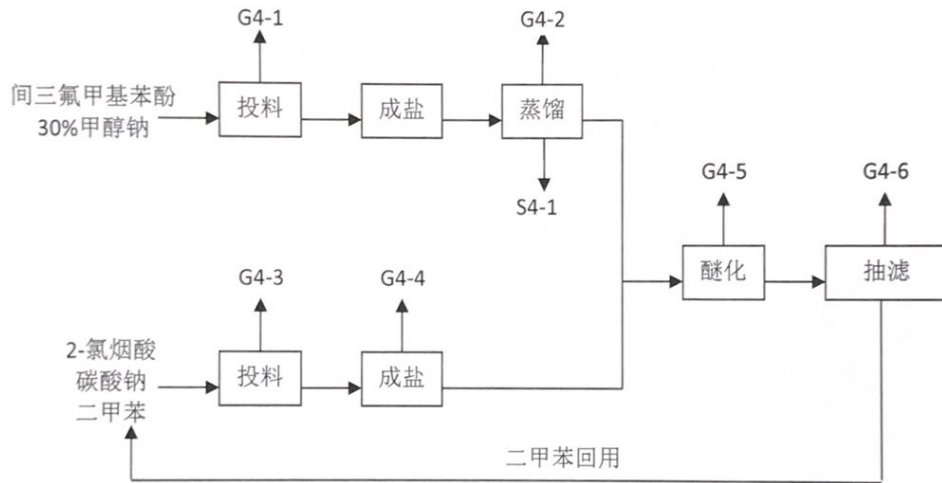 G4-1
G4-2
间三氟甲基苯酚
30%甲醇钠
投料
成盐
蒸馏
S4-1
G4-5
G4-6
醚化
抽滤
G4-3
G4-4
2-氯烟酸
碳酸钠
二甲苯
投料
成盐
二甲苯回用